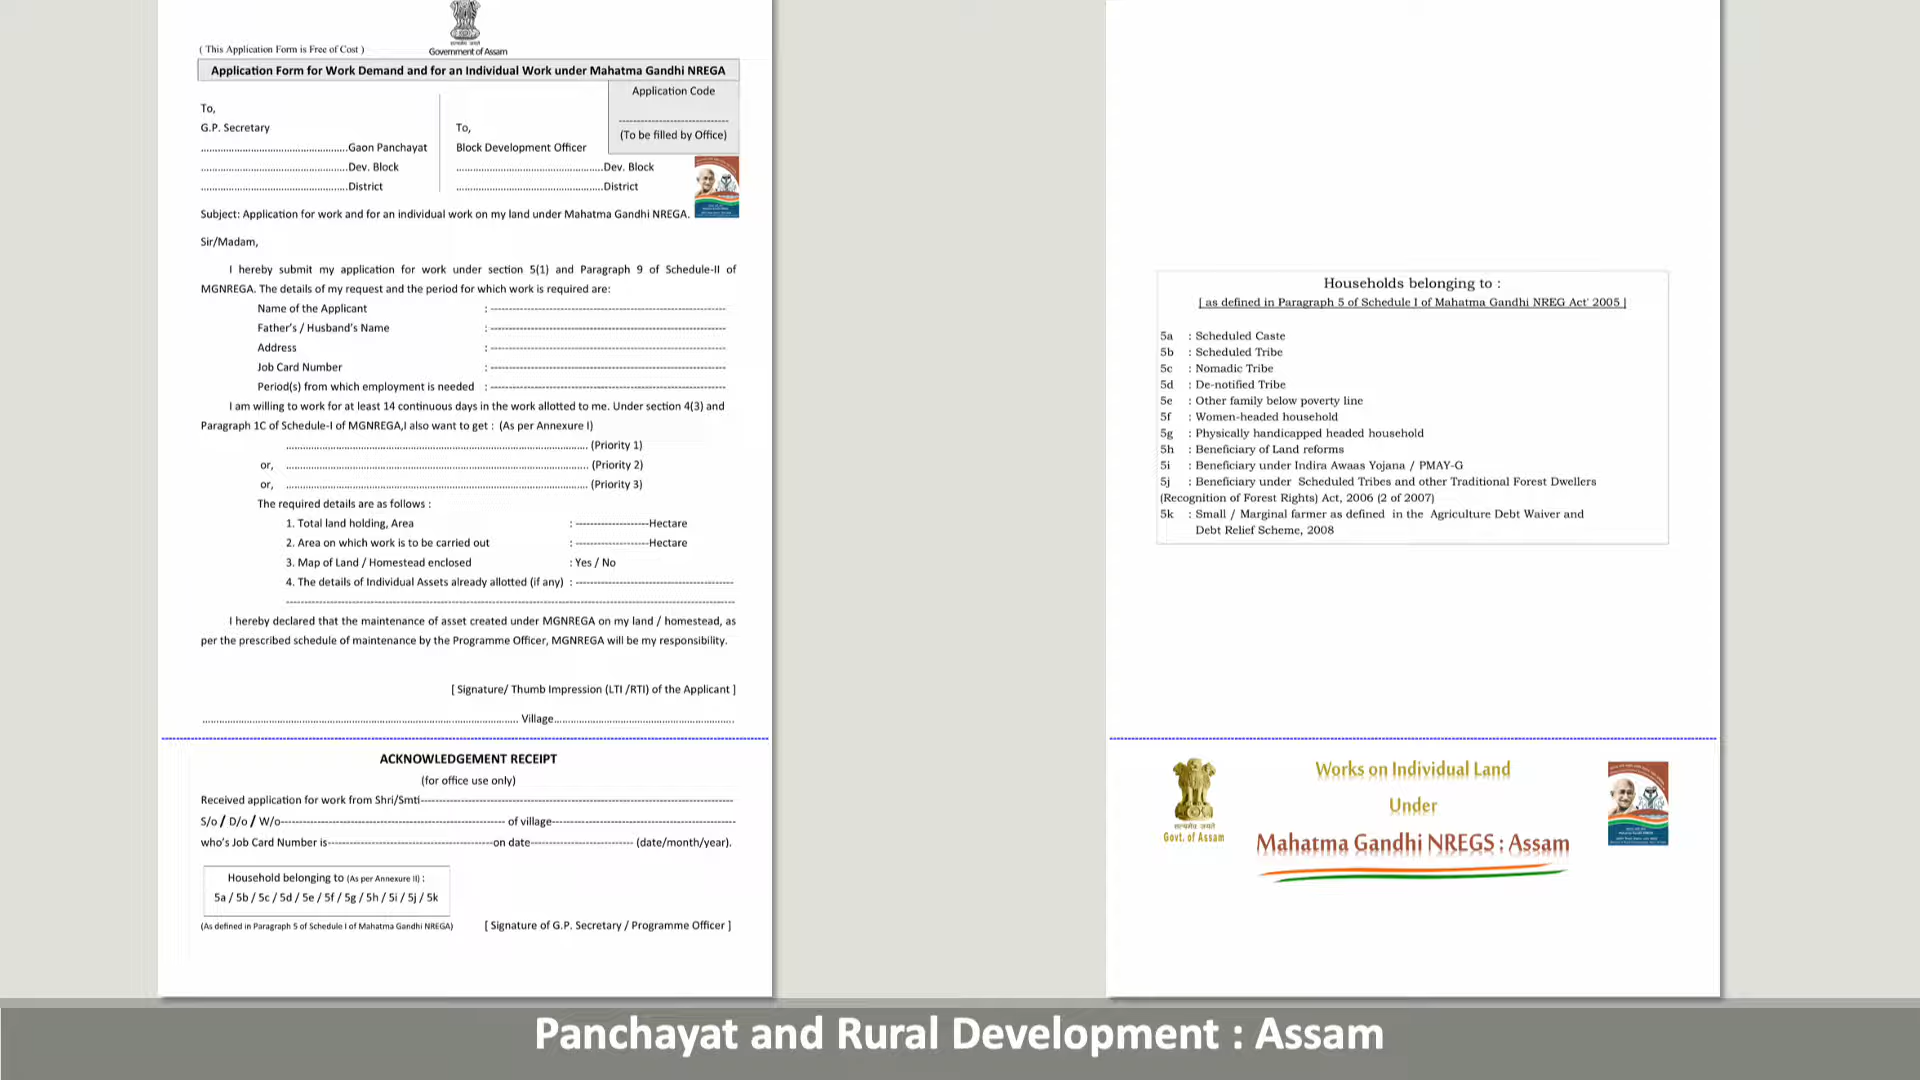 ( This Application Form is Free of Cost )
Government of Assam
Application Form for Work Demand and for an Individual Work under Mahatma Gandhi NREGA
Application Code
(To be filled by Office)
To,
G.P. Secretary
................................Gaon Panchayat
................................Dev. Block
................................District
To,
Block Development Officer
................................Dev. Block
................................District
Subject: Application for work and for an individual work on my land under Mahatma Gandhi NREGA.
Sir/Madam,
I hereby submit my application for work under section 5(1) and Paragraph 9 of Schedule-II of
MGNREGA. The details of my request and the period for which work is required are:
Name of the Applicant : --------------------
Father's / Husband's Name : --------------------
Address : --------------------
Job Card Number : --------------------
Period(s) from which employment is needed : --------------------
I am willing to work for at least 14 continuous days in the work allotted to me. Under section 4(3) and
Paragraph 1C of Schedule-I of MGNREGA,I also want to get : (As per Annexure I)
................................ (Priority 1)
or, ................................ (Priority 2)
or, ................................ (Priority 3)
The required details are as follows :
1. Total land holding, Area : --------------------Hectare
2. Area on which work is to be carried out : --------------------Hectare
3. Map of Land / Homestead enclosed : Yes / No
4. The details of Individual Assets already allotted (if any) : --------------------
I hereby declared that the maintenance of asset created under MGNREGA on my land / homestead, as
per the prescribed schedule of maintenance by the Programme Officer, MGNREGA will be my responsibility.
[ Signature/ Thumb Impression (LTI /RTI) of the Applicant ]
................................ Village................................
ACKNOWLEDGEMENT RECEIPT
(for office use only)
Received application for work from Shri/Smti--------------------
S/o / D/o / W/o-------------------- of village--------------------
who's Job Card Number is--------------------on date-------------------- (date/month/year).
Household belonging to (As per Annexure II) :
5a / 5b / 5c / 5d / 5e / 5f / 5g / 5h / 5i / 5j / 5k
(As defined in Paragraph 5 of Schedule I of Mahatma Gandhi NREGA)
[ Signature of G.P. Secretary / Programme Officer ]
Households belonging to :
[ as defined in Paragraph 5 of Schedule I of Mahatma Gandhi NREG Act' 2005 ]
5a : Scheduled Caste
5b : Scheduled Tribe
5c : Nomadic Tribe
5d : De-notified Tribe
5e : Other family below poverty line
5f : Women-headed household
5g : Physically handicapped headed household
5h : Beneficiary of Land reforms
5i : Beneficiary under Indira Awaas Yojana / PMAY-G
5j : Beneficiary under Scheduled Tribes and other Traditional Forest Dwellers
(Recognition of Forest Rights) Act, 2006 (2 of 2007)
5k : Small / Marginal farmer as defined in the Agriculture Debt Waiver and
Debt Relief Scheme, 2008
सत्यमेव जयते
Govt. of Assam
Works on Individual Land
Under
Mahatma Gandhi NREGS : Assam
Panchayat and Rural Development : Assam